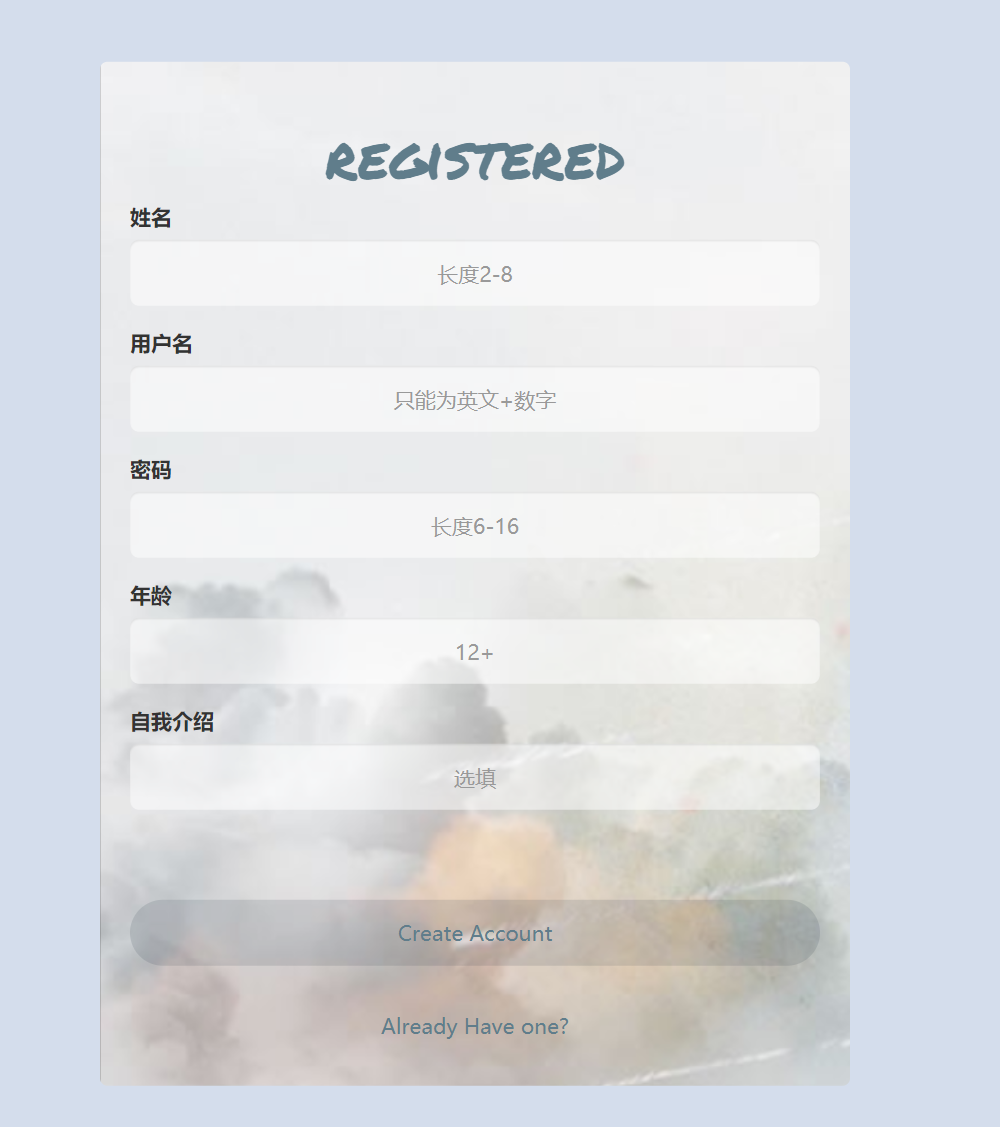 REGISTERED
姓名
长度2-8
用户名
只能为英文+数字
密码
长度6-16
年龄
12+
自我介绍
选填
Create Account
Already Have one?